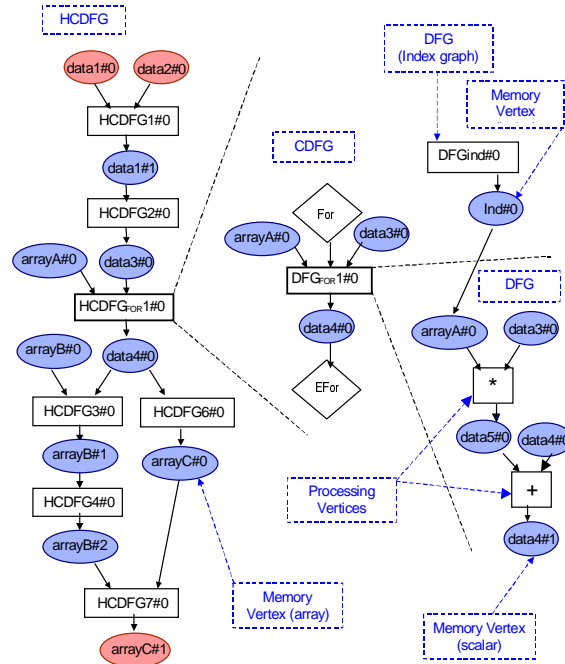 HCDFG
data1#0
data2#0
HCDFG1#0
data1#1
HCDFG2#0
arrayA#0
data3#0
HCDFGFOR1#0
arrayB#0
data4#0
HCDFG3#0
HCDFG6#0
arrayB#1
arrayC#0
HCDFG4#0
arrayB#2
HCDFG7#0
arrayC#1
Memory
Vertex (array)
CDFG
For
arrayA#0
data3#0
DFGFOR1#0
data4#0
EFor
DFG
(Index graph)
Memory
Vertex
DFGind#0
Ind#0
DFG
arrayA#0
data3#0
*
data5#0
data4#0
Processing
Vertices
+
data4#1
Memory Vertex
(scalar)